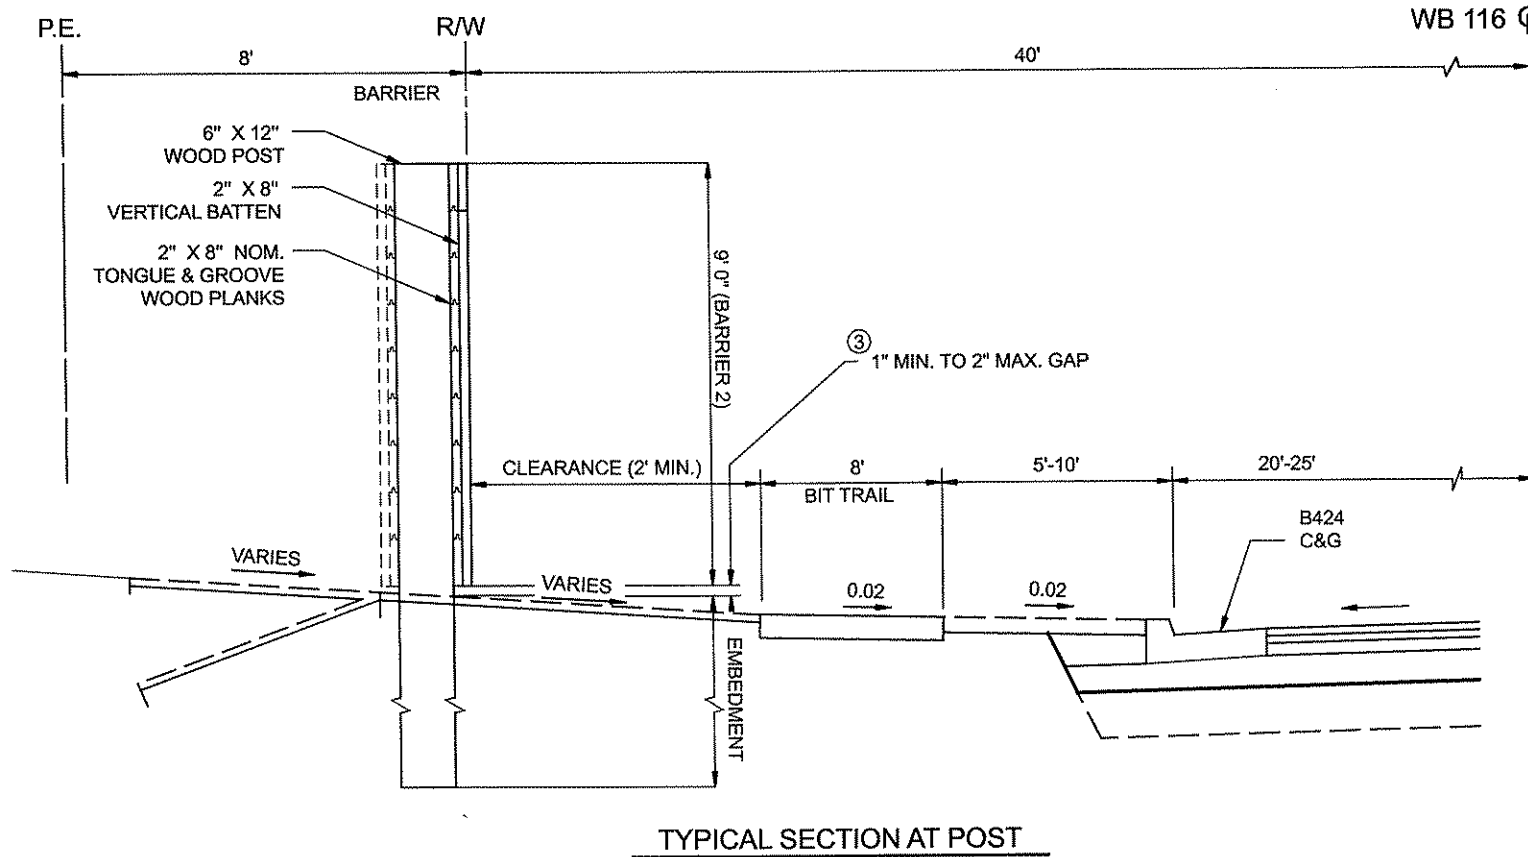 P.E.
R/W
WB 116 ℄
8'
40'
BARRIER
6" X 12"
WOOD POST
2" X 8"
VERTICAL BATTEN
2" X 8" NOM.
TONGUE & GROOVE
WOOD PLANKS
9' 0" (BARRIER 2)
3
1" MIN. TO 2" MAX. GAP
CLEARANCE (2' MIN.)
8'
BIT TRAIL
5'-10'
20'-25'
B424
C&G
VARIES
VARIES
0.02
0.02
EMBEDMENT
TYPICAL SECTION AT POST